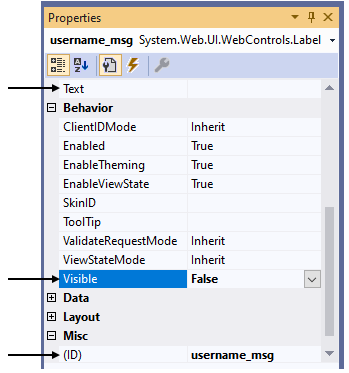 Properties
username_msg System.Web.UI.WebControls.Label
Text
Behavior
ClientIDMode Inherit
Enabled True
EnableTheming True
EnableViewState True
SkinID
ToolTip
ValidateRequestMode Inherit
ViewStateMode Inherit
Visible False
Data
Layout
Misc
(ID) username_msg